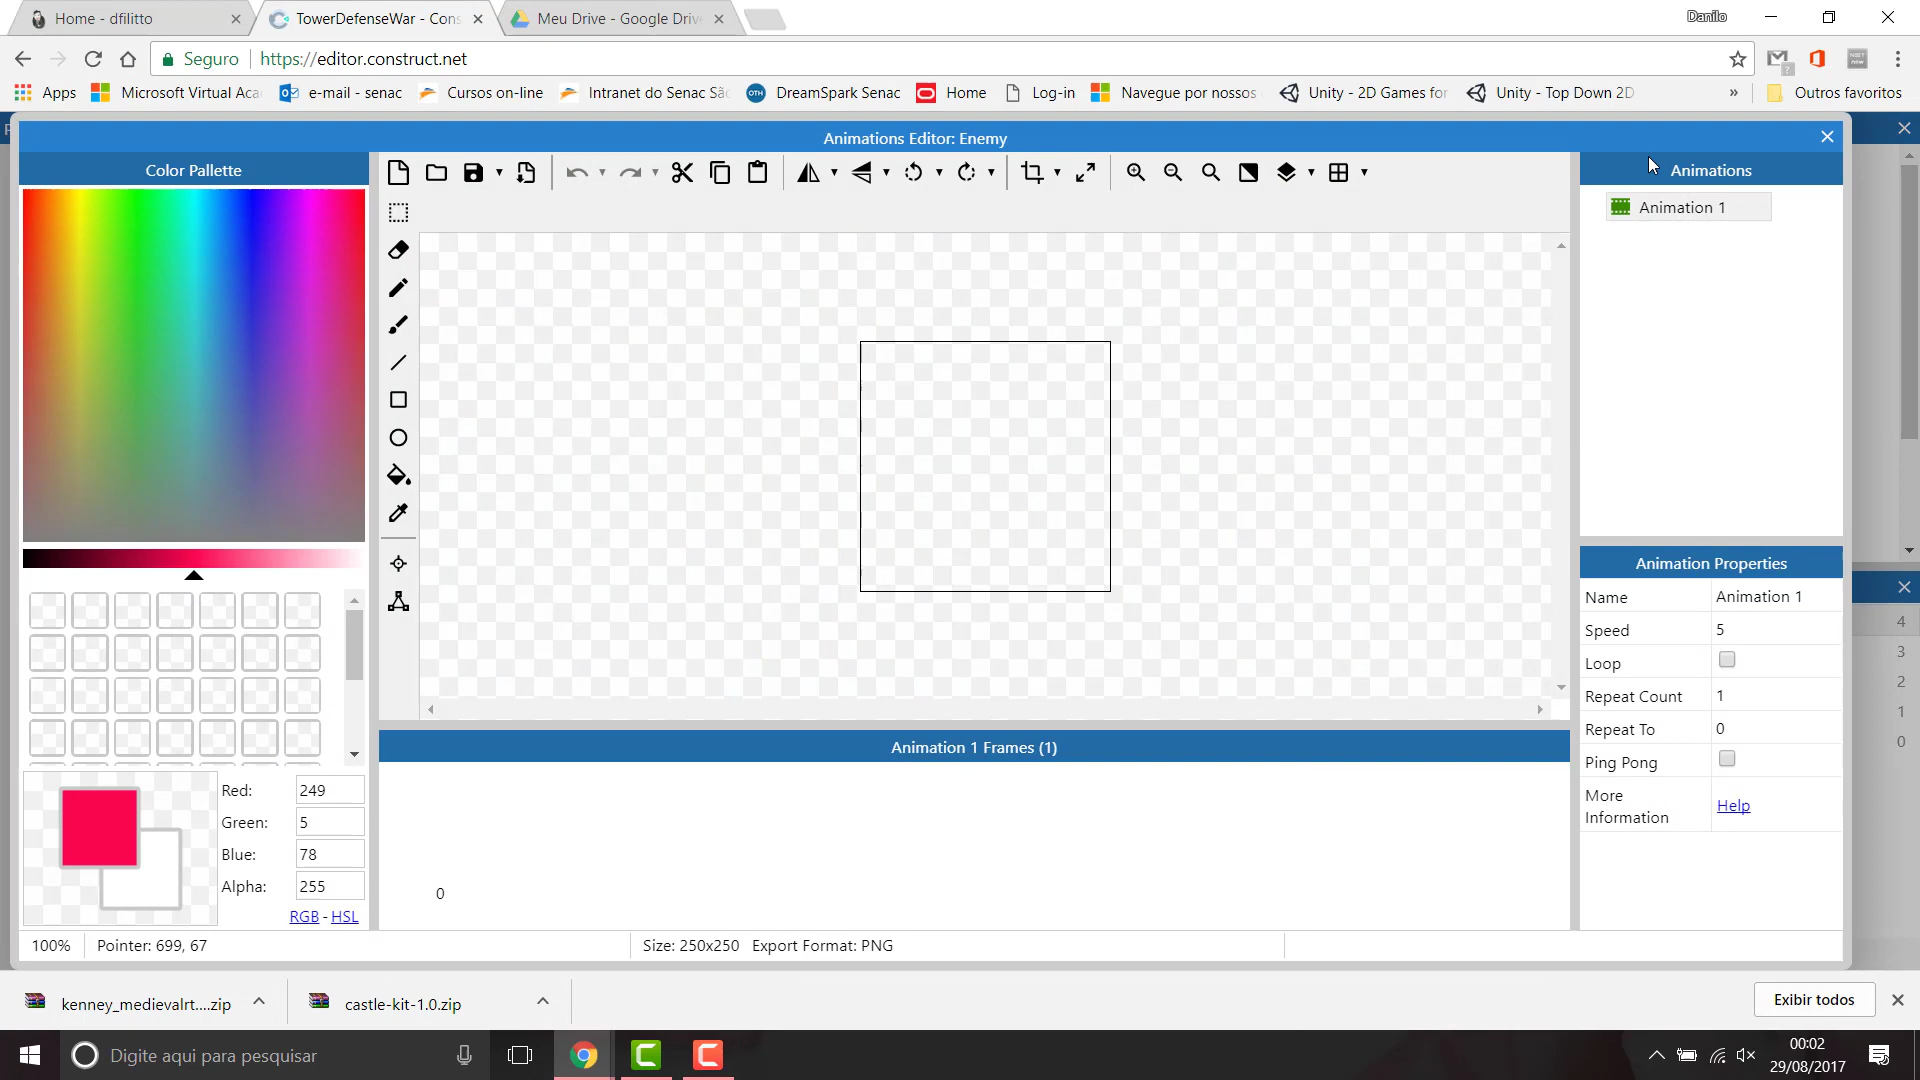 Home - dfilitto
TowerDefenseWar - Cons
Meu Drive - Google Driv
Danilo
Seguro
https://editor.construct.net
Apps
Microsoft Virtual Aca
e-mail - senac
Cursos on-line
Intranet do Senac Sã
OTH
DreamSpark Senac
Home
Log-in
Navegue por nossos
Unity - 2D Games for
Unity - Top Down 2D
»
Outros favoritos
Animations Editor: Enemy
Color Pallette
Animations
Animation 1
Animation Properties
Name
Animation 1
Speed
5
Loop
Repeat Count
1
Repeat To
0
Ping Pong
More
Information
Help
4
3
2
1
0
Animation 1 Frames (1)
0
Red:
249
Green:
5
Blue:
78
Alpha:
255
RGB - HSL
100%
Pointer: 699, 67
Size: 250x250
Export Format: PNG
kenney_medievalrt....zip
castle-kit-1.0.zip
Exibir todos
Digite aqui para pesquisar
00:02
29/08/2017